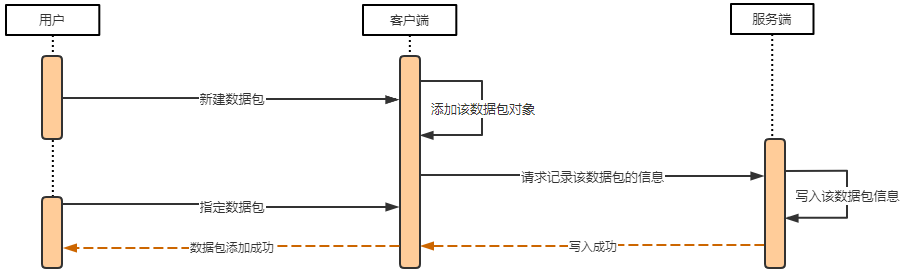 用户
客户端
服务端
新建数据包
添加该数据包对象
请求记录该数据包的信息
写入该数据包信息
指定数据包
数据包添加成功
写入成功